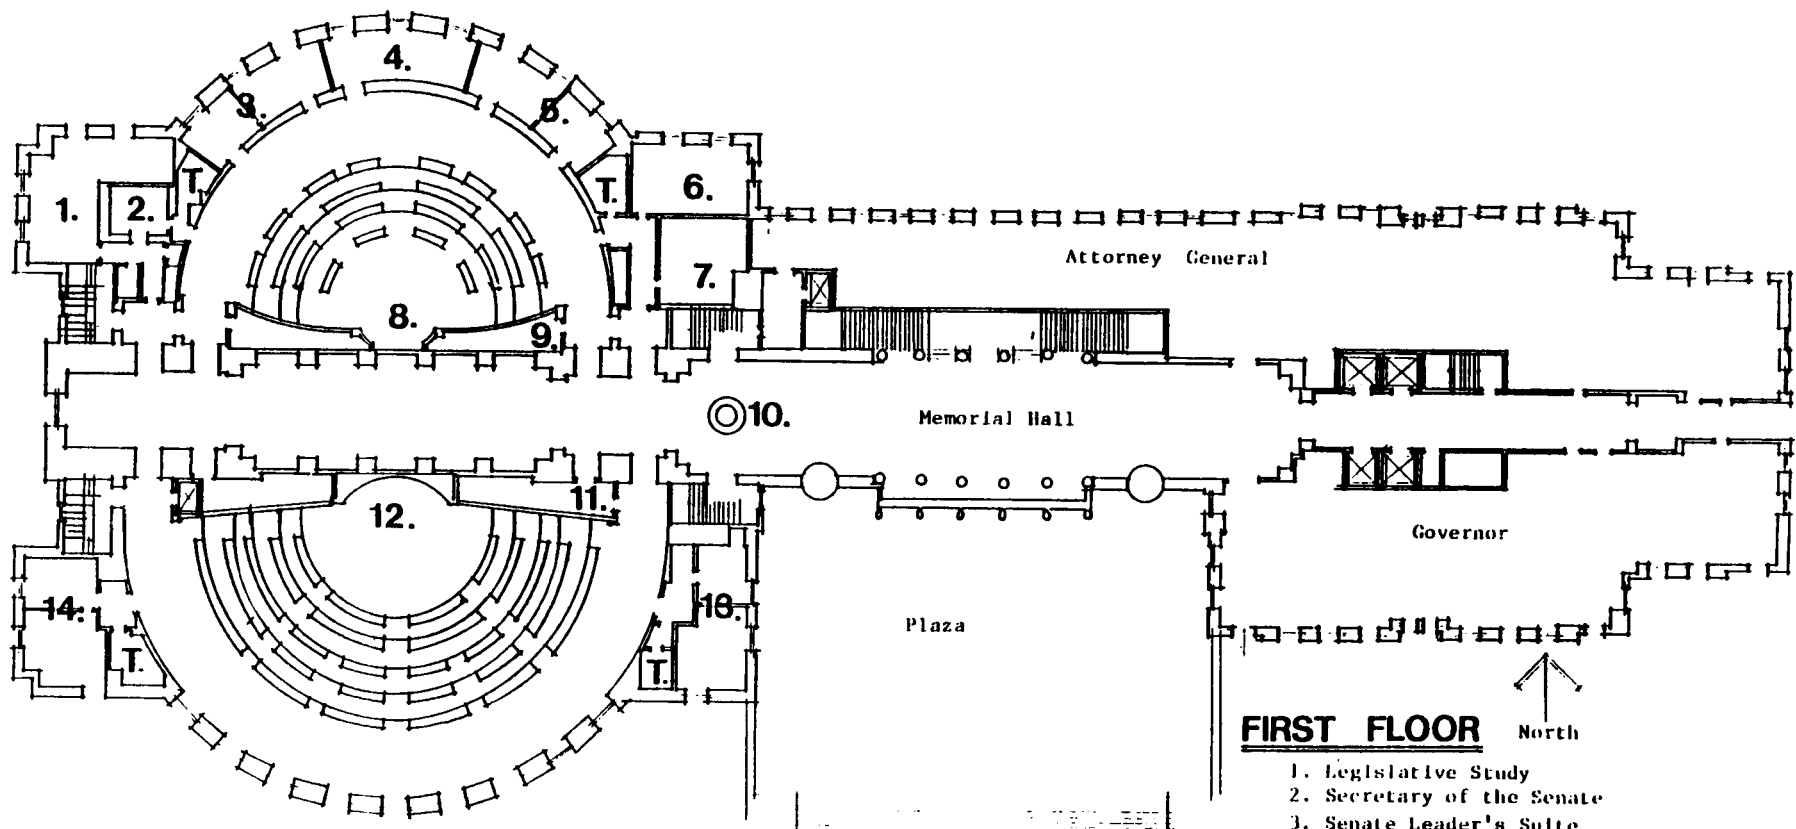 4.
3.
5.
T.
T.
6.
1.
2.
Attorney General
7.
8.
9.
10.
Memorial Hall
11.
12.
Governor
14.
13.
Plaza
T.
T.
FIRST FLOOR
North
1. Legislative Study
2. Secretary of the Senate
3. Senate Leader's Suite